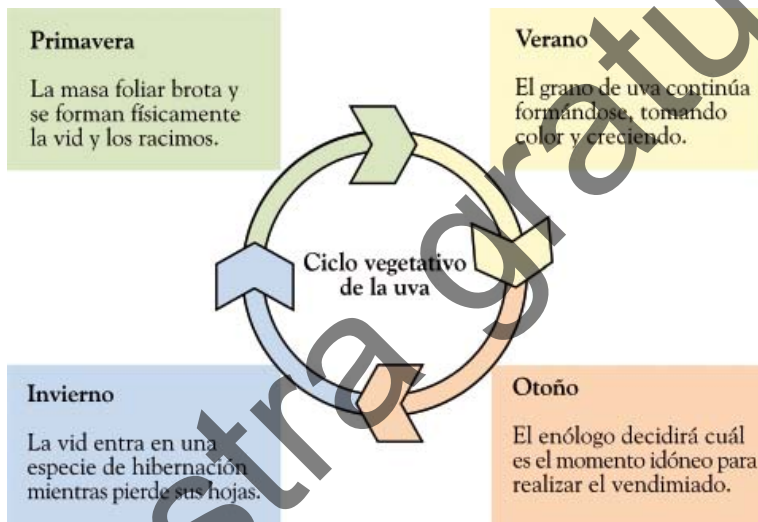 Primavera
La masa foliar brota y
se forman físicamente
la vid y los racimos.
Verano
El grano de uva continúa
formándose, tomando
color y creciendo.
Ciclo vegetativo
de la uva
Invierno
La vid entra en una
especie de hibernación
mientras pierde sus hojas.
Otoño
El enólogo decidirá cuál
es el momento idóneo para
realizar el vendimiado.
stra gratu